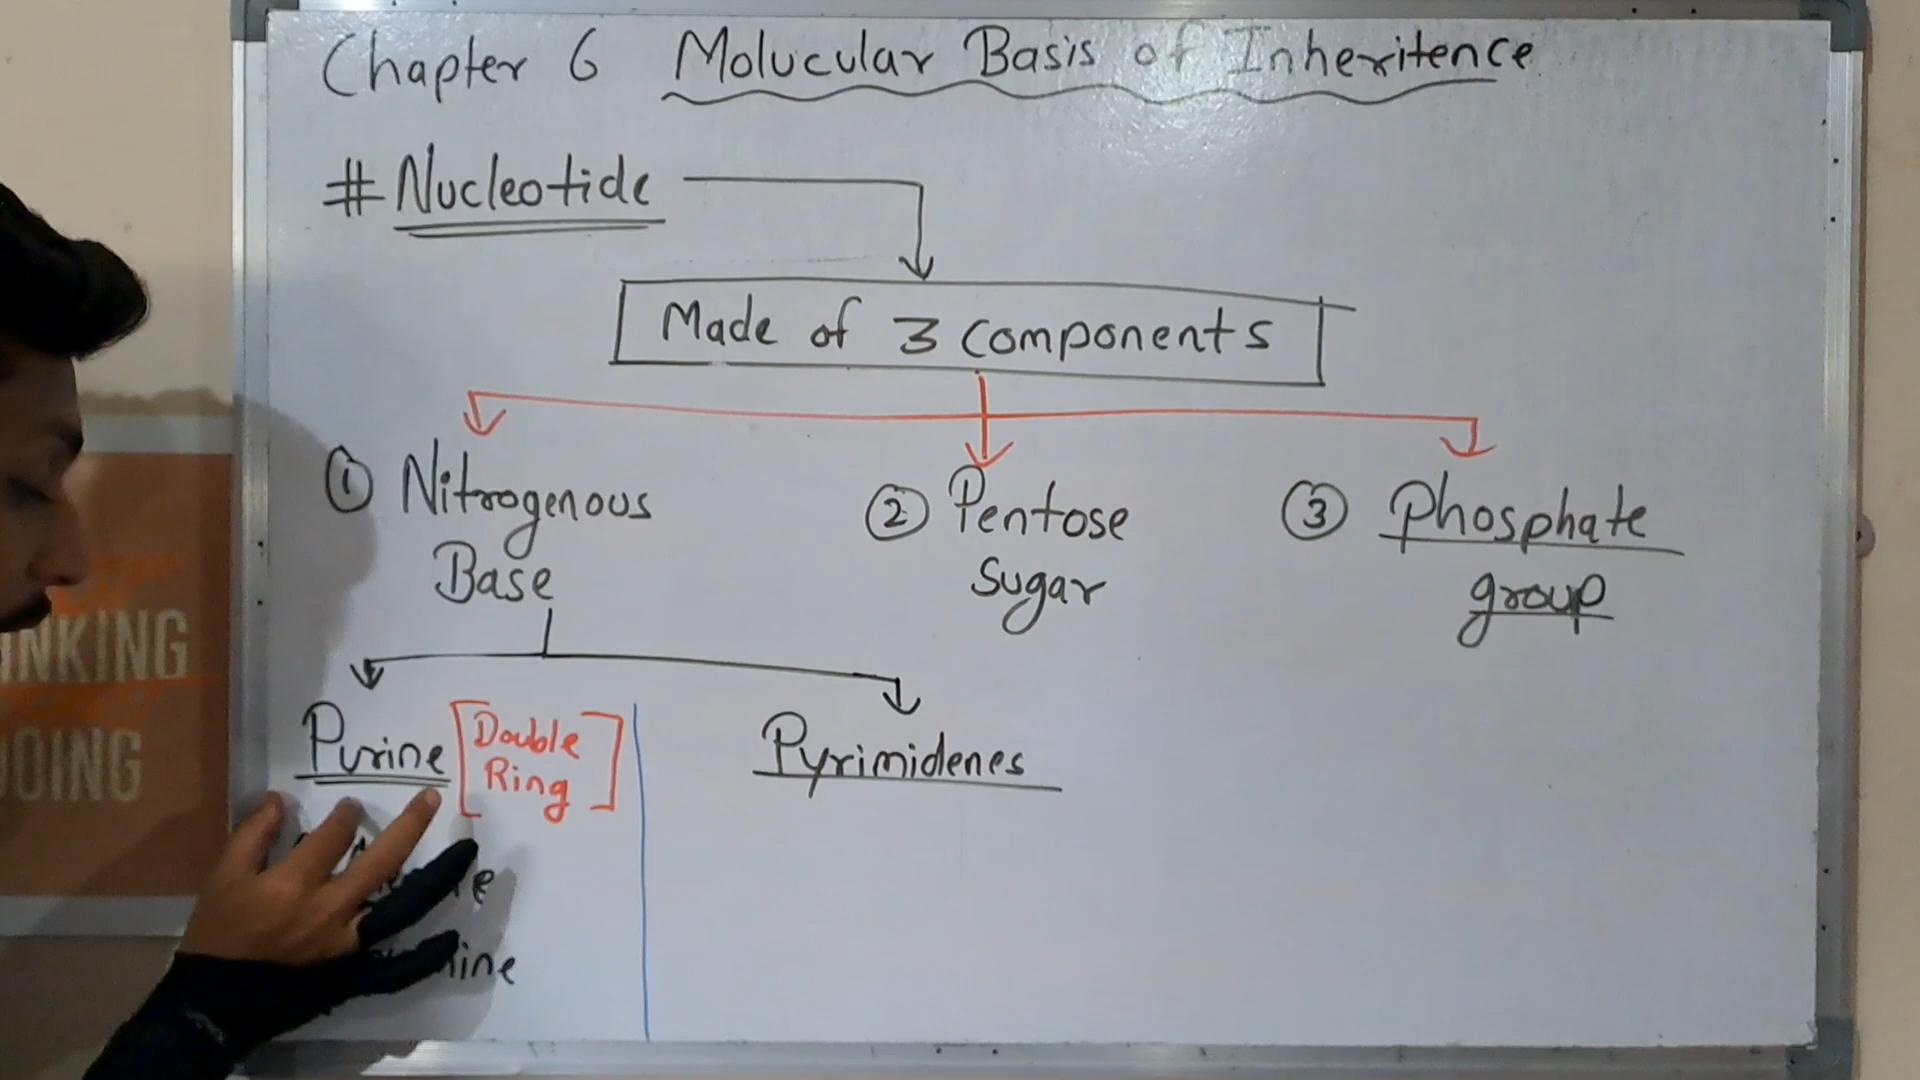 Chapter 6 Molucular Basis of Inheritence
# Nucleotide
Made of 3 components
① Nitrogenous
Base
② Pentose
Sugar
③ Phosphate
group
Purine [Double
Ring]
Pyrimidenes